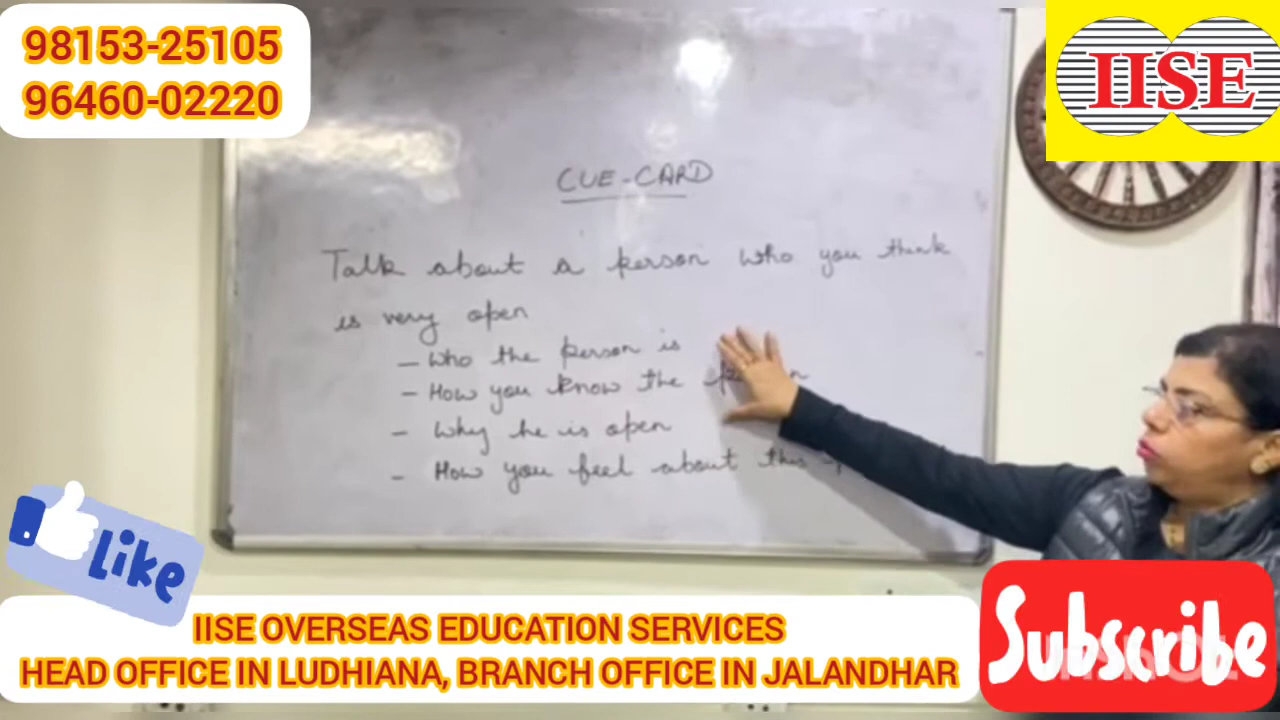 98153-25105
96460-02220
IISE
CUE-CARD
Talk about a person who you think
is very open
- Who the person is
- How you know the
- Why he is open
- How you feel about this
Like
IISE OVERSEAS EDUCATION SERVICES
HEAD OFFICE IN LUDHIANA, BRANCH OFFICE IN JALANDHAR
Subscribe